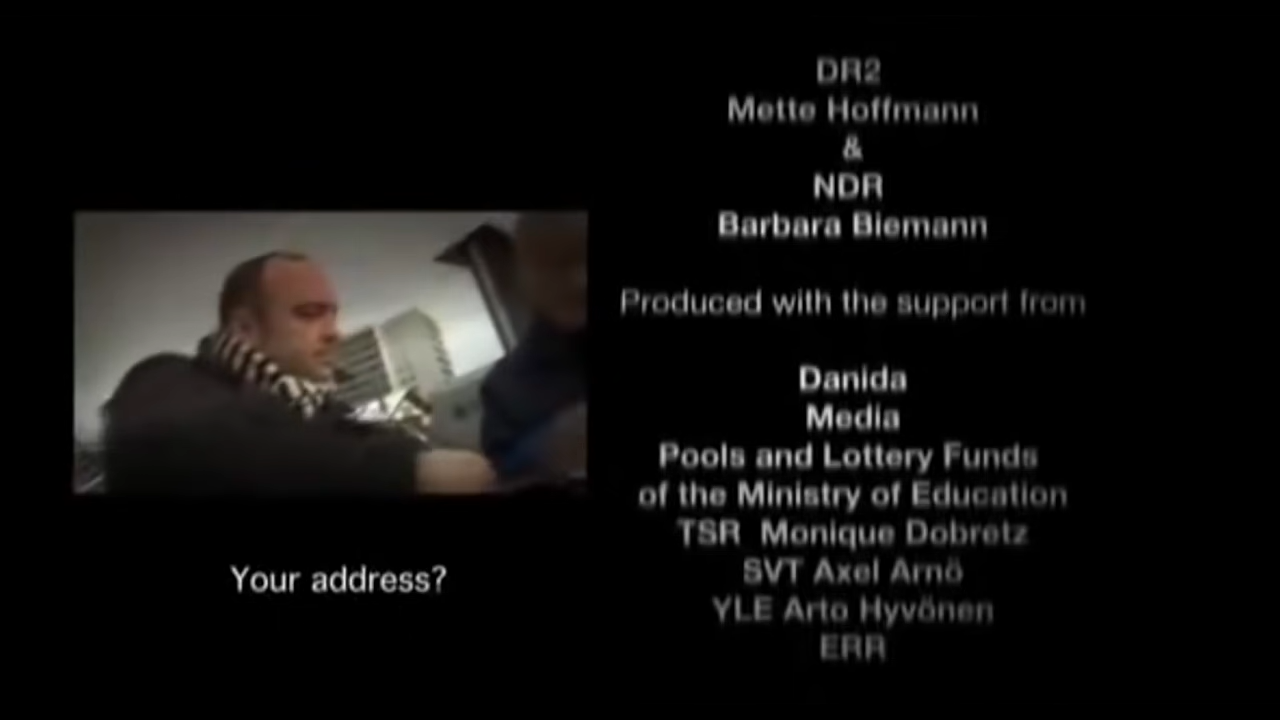 DR2
Mette Hoffmann
&
NDR
Barbara Biemann
Produced with the support from
Danida
Media
Pools and Lottery Funds
of the Ministry of Education
TSR Monique Dobretz
SVT Axel Arnö
YLE Arto Hyvönen
ERR
Your address?